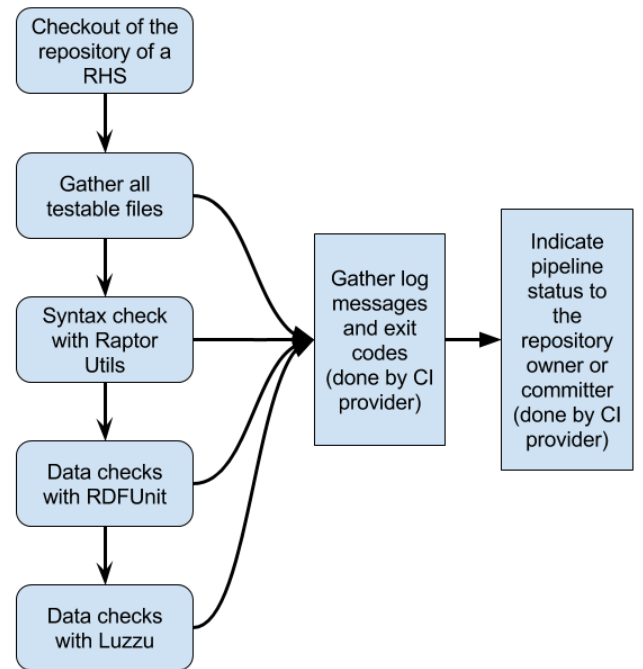 Checkout of the
repository of a
RHS
Gather all
testable files
Syntax check
with Raptor
Utils
Data checks
with RDFUnit
Data checks
with Luzzu
Gather log
messages
and exit
codes
(done by CI
provider)
Indicate
pipeline
status to
the
repository
owner or
committer
(done by CI
provider)